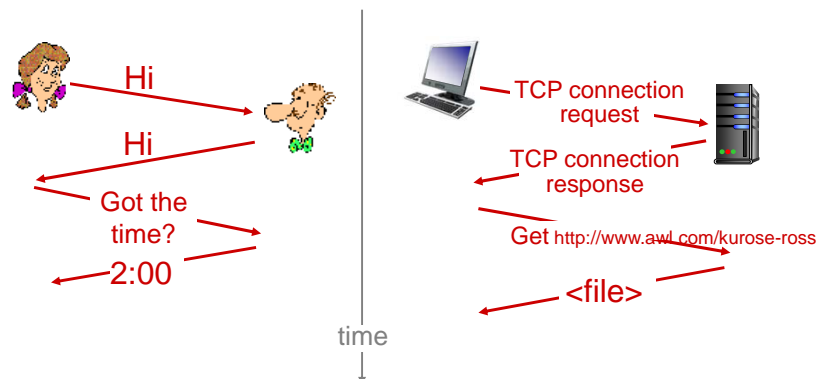 Hi
Hi
Got the
time?
2:00
TCP connection
request
TCP connection
response
Get http://www.awl.com/kurose-ross
<file>
time